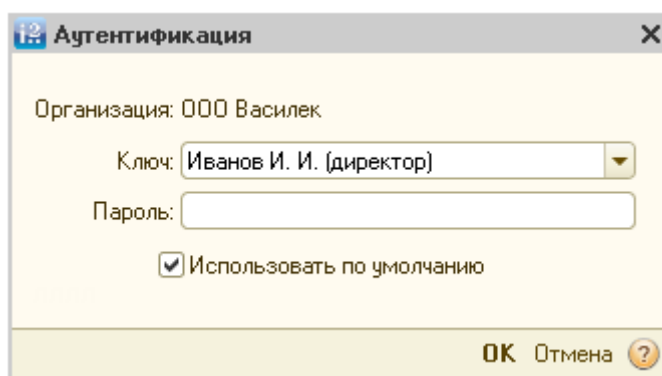 Аутентификация
Организация: ООО Василек
Ключ: Иванов И. И. (директор)
Пароль:
Использовать по умолчанию
OK Отмена ?